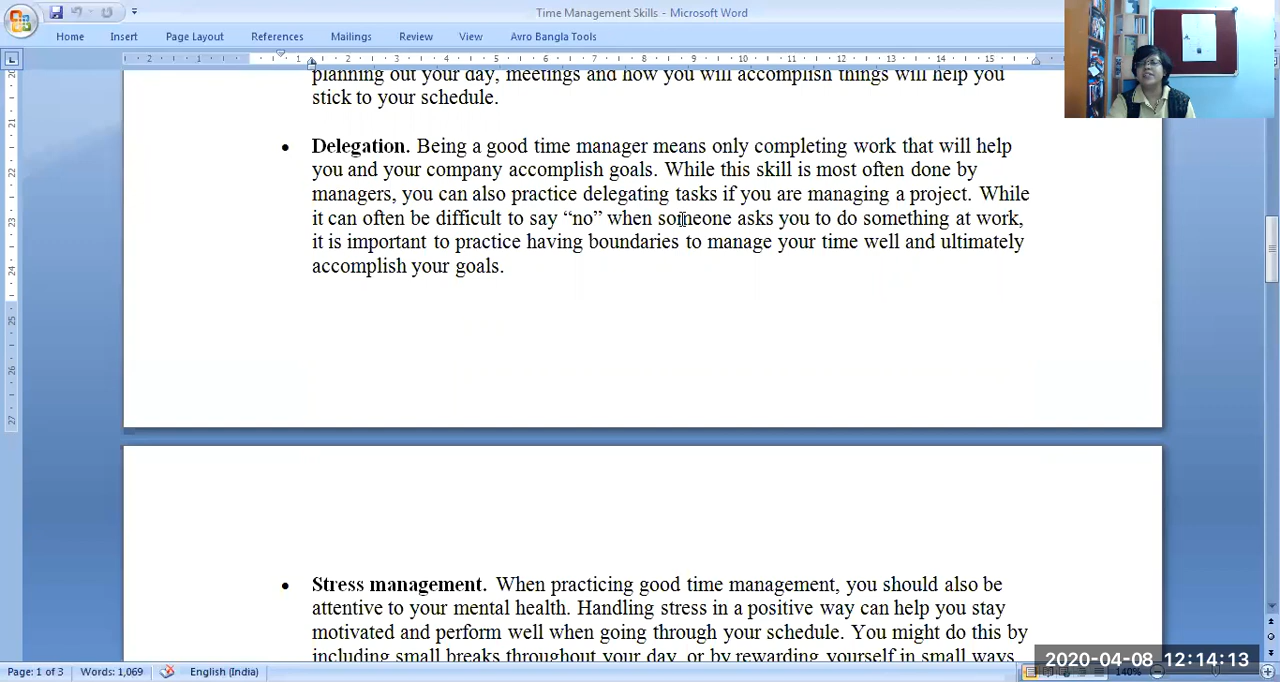 Time Management Skills - Microsoft Word
Home Insert Page Layout References Mailings Review View Avro Bangla Tools
planning out your day, meetings and how you will accomplish things will help you
stick to your schedule.
• Delegation. Being a good time manager means only completing work that will help
you and your company accomplish goals. While this skill is most often done by
managers, you can also practice delegating tasks if you are managing a project. While
it can often be difficult to say “no” when someone asks you to do something at work,
it is important to practice having boundaries to manage your time well and ultimately
accomplish your goals.
• Stress management. When practicing good time management, you should also be
attentive to your mental health. Handling stress in a positive way can help you stay
motivated and perform well when going through your schedule. You might do this by
including small breaks throughout your day, or by rewarding yourself in small ways
2020-04-08 12:14:13
Page: 1 of 3 Words: 1,069 English (India) 140%